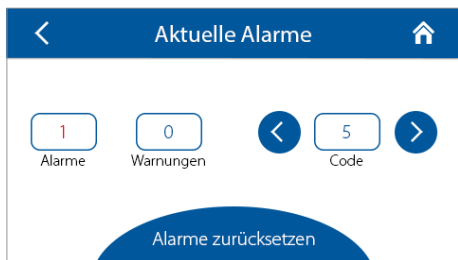 Aktuelle Alarme
1 0 5
Alarme Warnungen Code
Alarme zurücksetzen